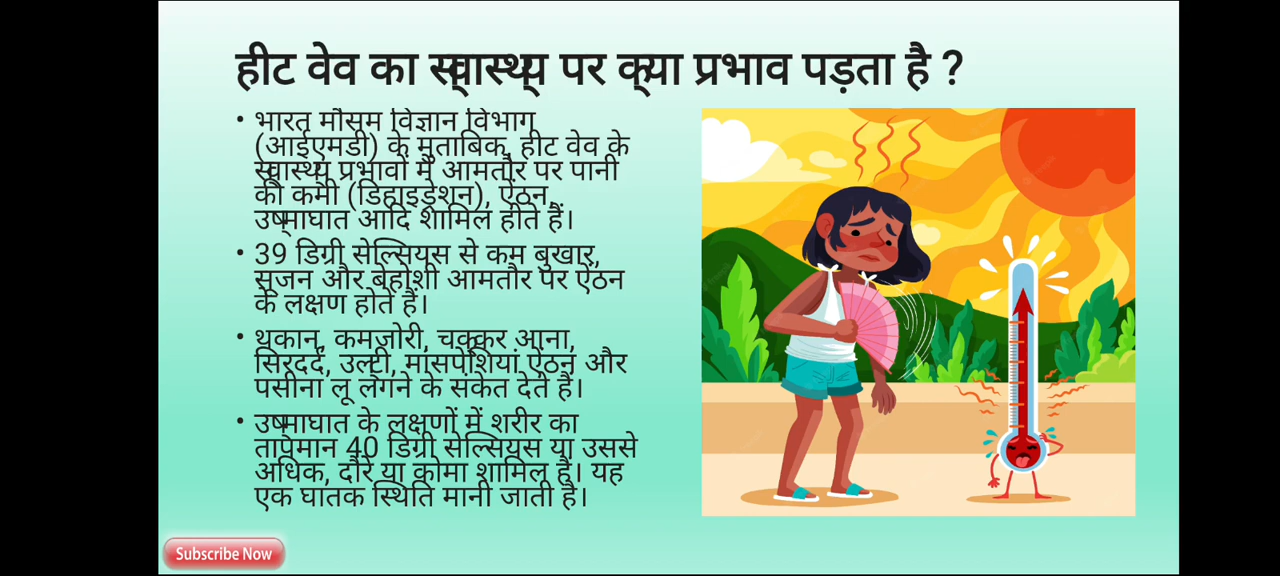 हीट वेव का स्वास्थ्य पर क्या प्रभाव पड़ता है ?
• भारत मौसम विज्ञान विभाग
(आईएमडी) के मुताबिक, हीट वेव के
स्वास्थ्य प्रभावों में आमतौर पर पानी
की कमी (डिहाइड्रेशन), ऐंठन,
उष्माघात आदि शामिल होते हैं।
• 39 डिग्री सेल्सियस से कम बुखार,
सूजन और बेहोशी आमतौर पर ऐंठन
के लक्षण होते हैं।
• थकान, कमजोरी, चक्कर आना,
सिरदर्द, उल्टी, मांसपेशियां ऐंठन और
पसीना लू लगने के संकेत देते हैं।
• उष्माघात के लक्षणों में शरीर का
तापमान 40 डिग्री सेल्सियस या उससे
अधिक, दौरे या कोमा शामिल है। यह
एक घातक स्थिति मानी जाती है।
Subscribe Now